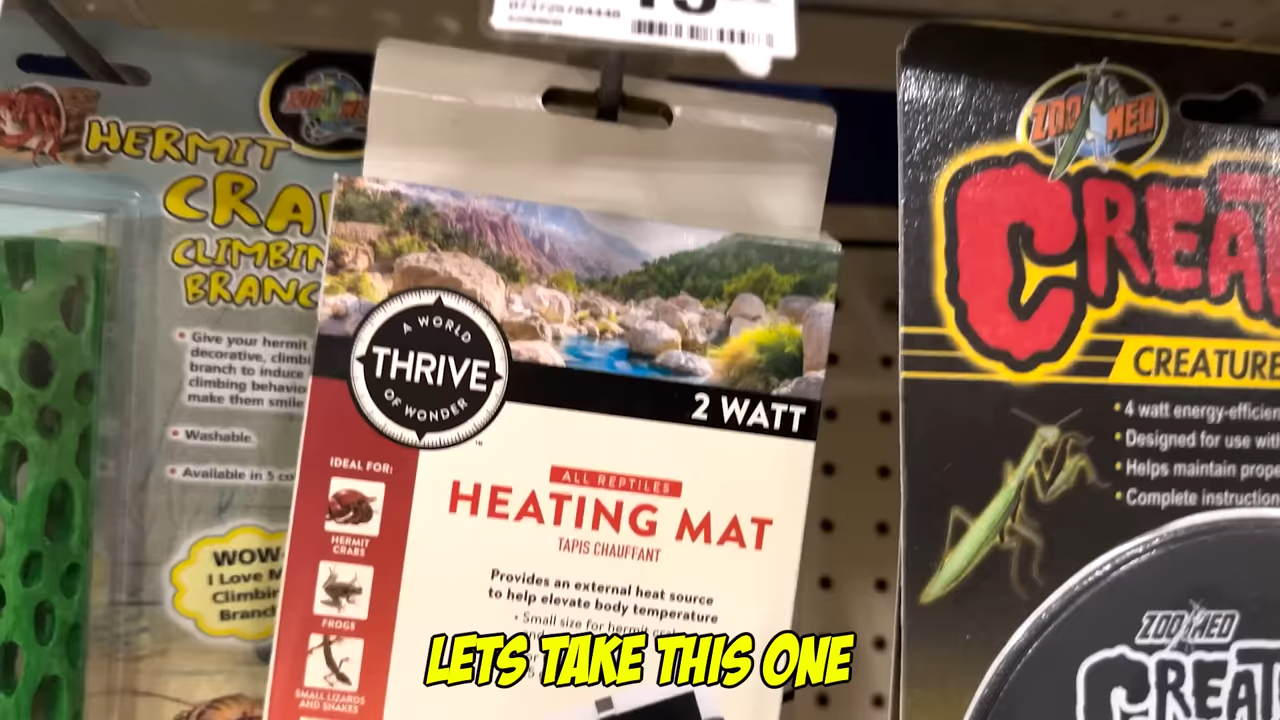 HERMIT
CRA
CLIMBIN
BRANC
• Give your hermit
decorative, climbi
branch to induce
climbing behavio
make them smile
• Washable.
• Available in 5 co
WOW-
I Love M
Climbin
Branch
A WORLD
THRIVE
OF WONDER
™
2 WATT
IDEAL FOR:
HERMIT
CRABS
FROGS
SMALL LIZARDS
AND SNAKES
ALL REPTILES
HEATING MAT
TAPIS CHAUFFANT
Provides an external heat source
to help elevate body temperature
• Small size for hermit
LETS TAKE THIS ONE
ZOO MED
CREAT
CREATURE
• 4 watt energy-efficien
• Designed for use with
• Helps maintain prope
• Complete instruction
ZOO MED
CREAT